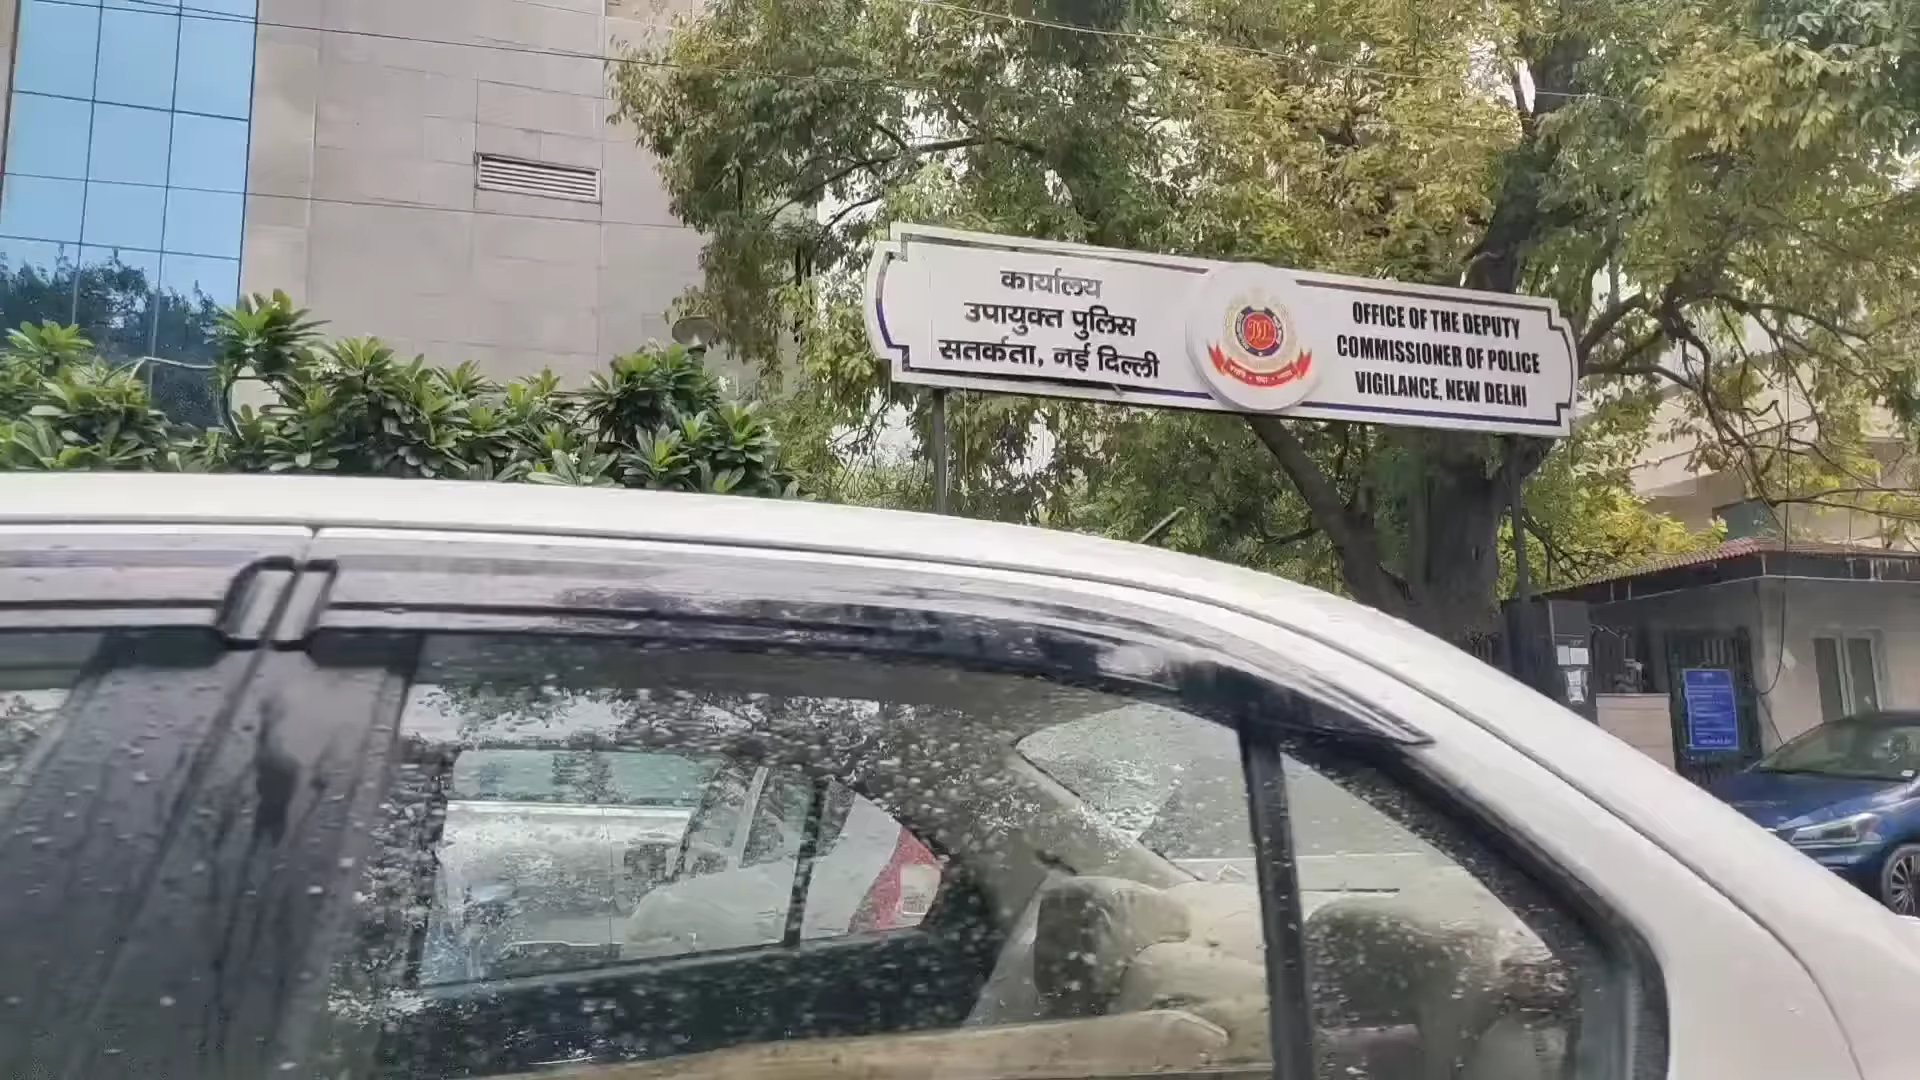 कार्यालय
उपायुक्त पुलिस
सतर्कता, नई दिल्ली
OFFICE OF THE DEPUTY
COMMISSIONER OF POLICE
VIGILANCE, NEW DELHI